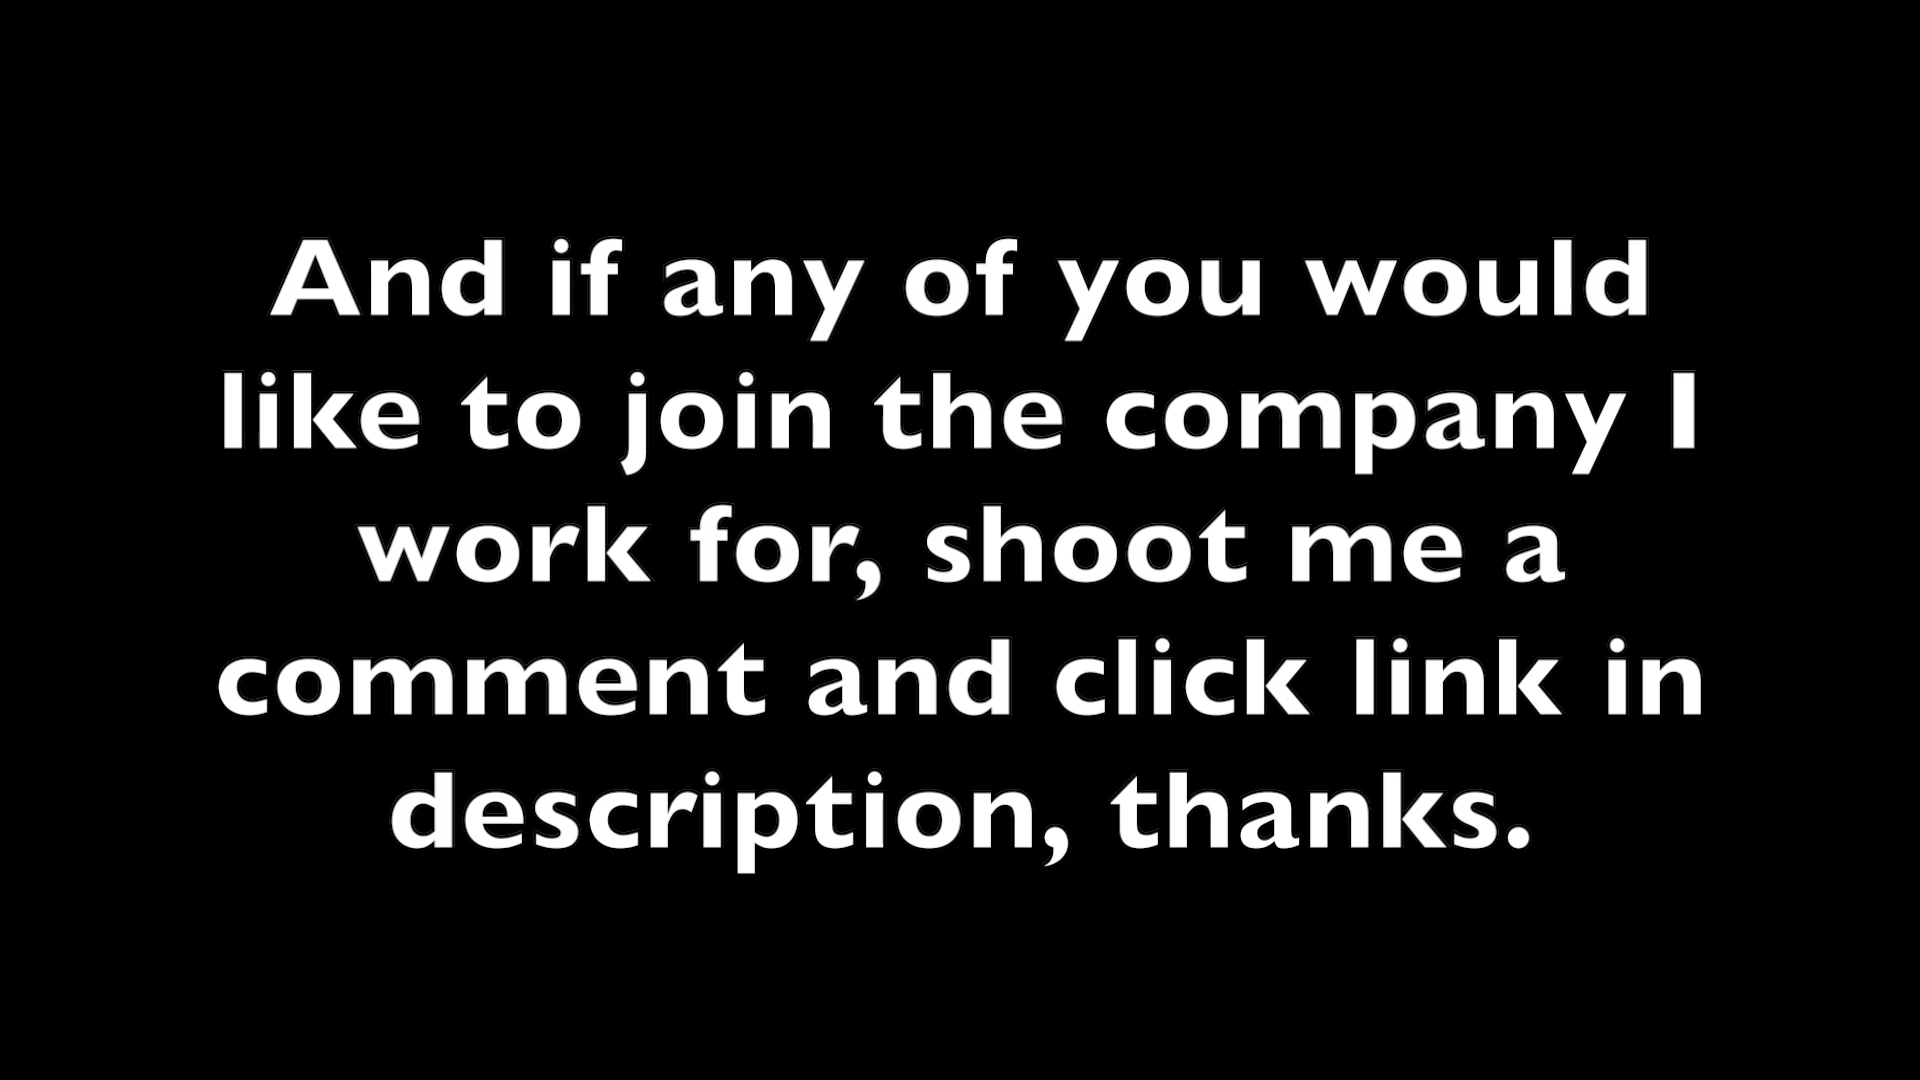 And if any of you would
like to join the company I
work for, shoot me a
comment and click link in
description, thanks.